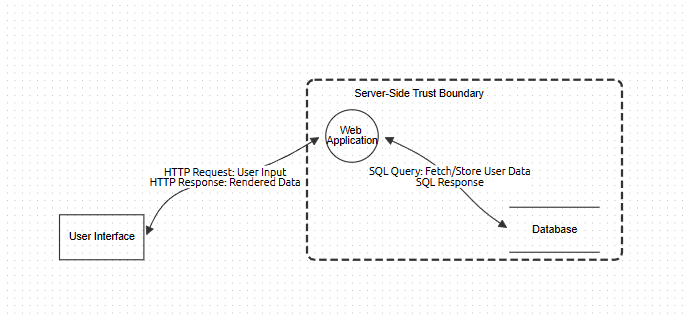 Server-Side Trust Boundary
Web
Application
HTTP Request: User Input
HTTP Response: Rendered Data
SQL Query: Fetch/Store User Data
SQL Response
User Interface
Database